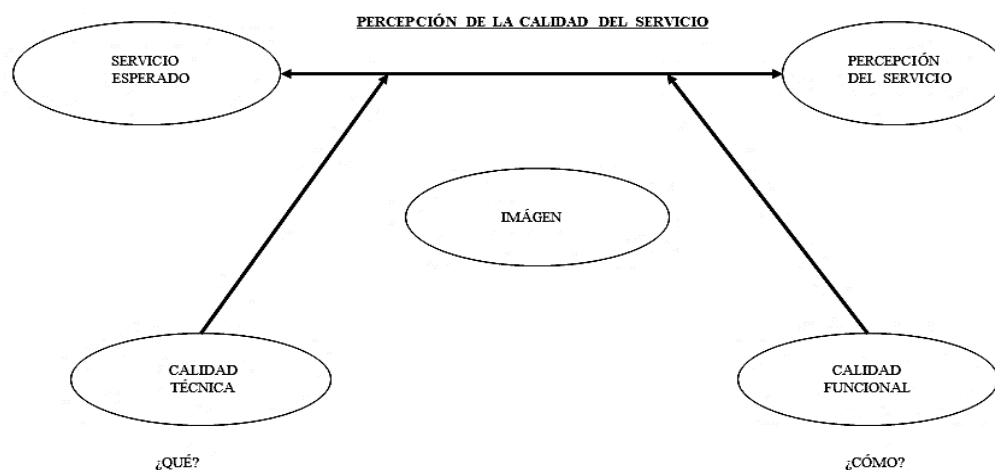 PERCEPCIÓN DE LA CALIDAD DEL SERVICIO
SERVICIO
ESPERADO
PERCEPCIÓN
DEL SERVICIO
IMÁGEN
CALIDAD
TÉCNICA
CALIDAD
FUNCIONAL
¿QUÉ?
¿CÓMO?